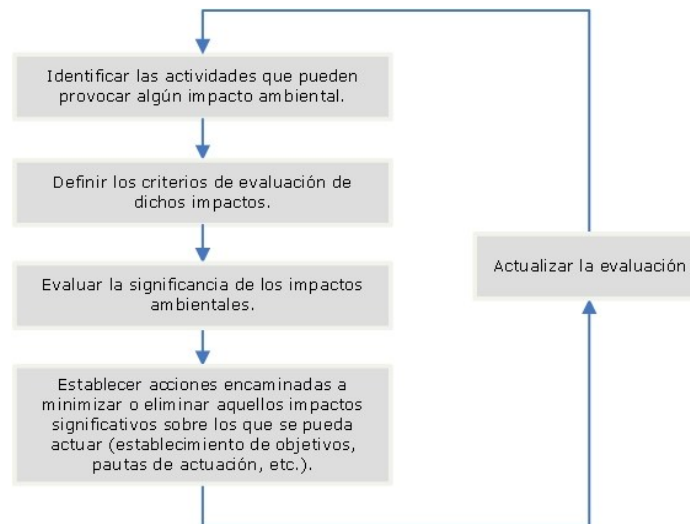 Identificar las actividades que pueden
provocar algún impacto ambiental.
Definir los criterios de evaluación de
dichos impactos.
Evaluar la significancia de los impactos
ambientales.
Establecer acciones encaminadas a
minimizar o eliminar aquellos impactos
significativos sobre los que se pueda
actuar (establecimiento de objetivos,
pautas de actuación, etc.).
Actualizar la evaluación